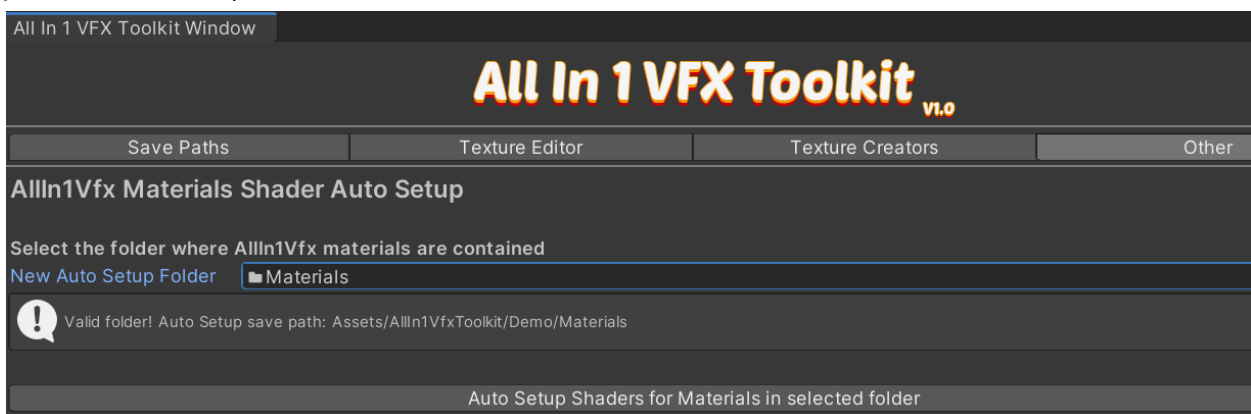 All In 1 VFX Toolkit Window
All In 1 VFX Toolkit V1.0
Save Paths Texture Editor Texture Creators Other
AllIn1Vfx Materials Shader Auto Setup
Select the folder where AllIn1Vfx materials are contained
New Auto Setup Folder Materials
Valid folder! Auto Setup save path: Assets/AllIn1VfxToolkit/Demo/Materials
Auto Setup Shaders for Materials in selected folder